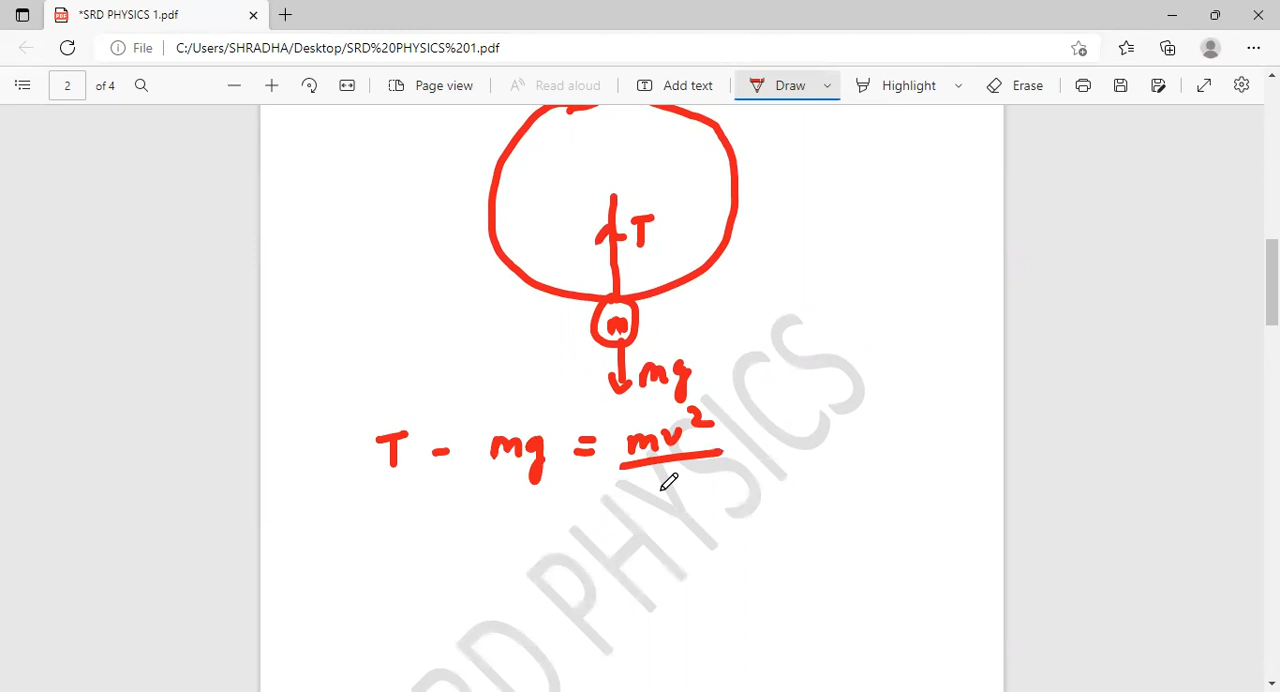 *SRD PHYSICS 1.pdf
File C:/Users/SHRADHA/Desktop/SRD%20PHYSICS%201.pdf
2 of 4 Page view Read aloud Add text Draw Highlight Erase
T
m
mg
T - mg = mv²
SRD PHYSICS